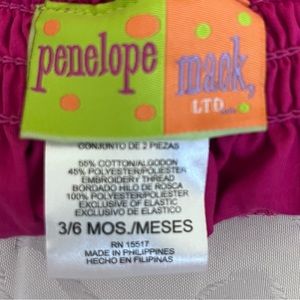 penelope
mack,
LTD.
CONJUNTO DE 2 PIEZAS
55% COTTON/ALGODON
45% POLYESTER/POLIESTER
EMBROIDERY THREAD
BORDADO HILO DE ROSCA
100% POLYESTER/POLIESTER
EXCLUSIVE OF ELASTIC
EXCLUSIVO DE ELASTICO
3/6 MOS./MESES
RN 15517
MADE IN PHILIPPINES
HECHO EN FILIPINAS